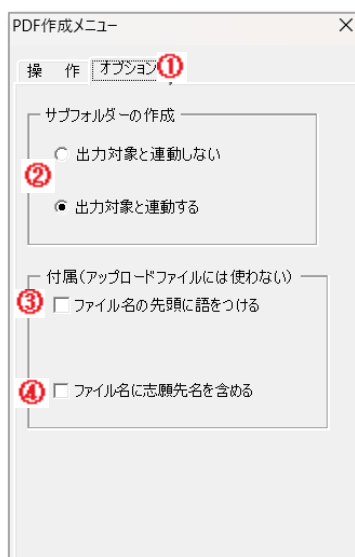 PDF作成メニュー
操　作 オプション ①
サブフォルダーの作成
出力対象と連動しない
②
出力対象と連動する
付属(アップロードファイルには使わない)
③ ファイル名の先頭に語をつける
④ ファイル名に志願先名を含める